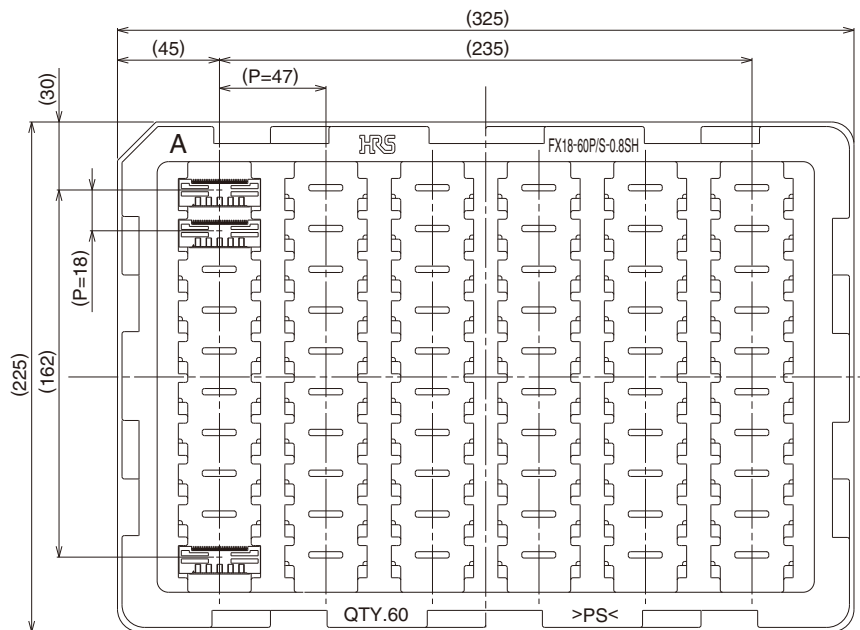 (325)
(45)
(235)
(P=47)
(30)
A
HRS
FX18-60P/S-0.8SH
(P=18)
(162)
(225)
QTY.60
>PS<